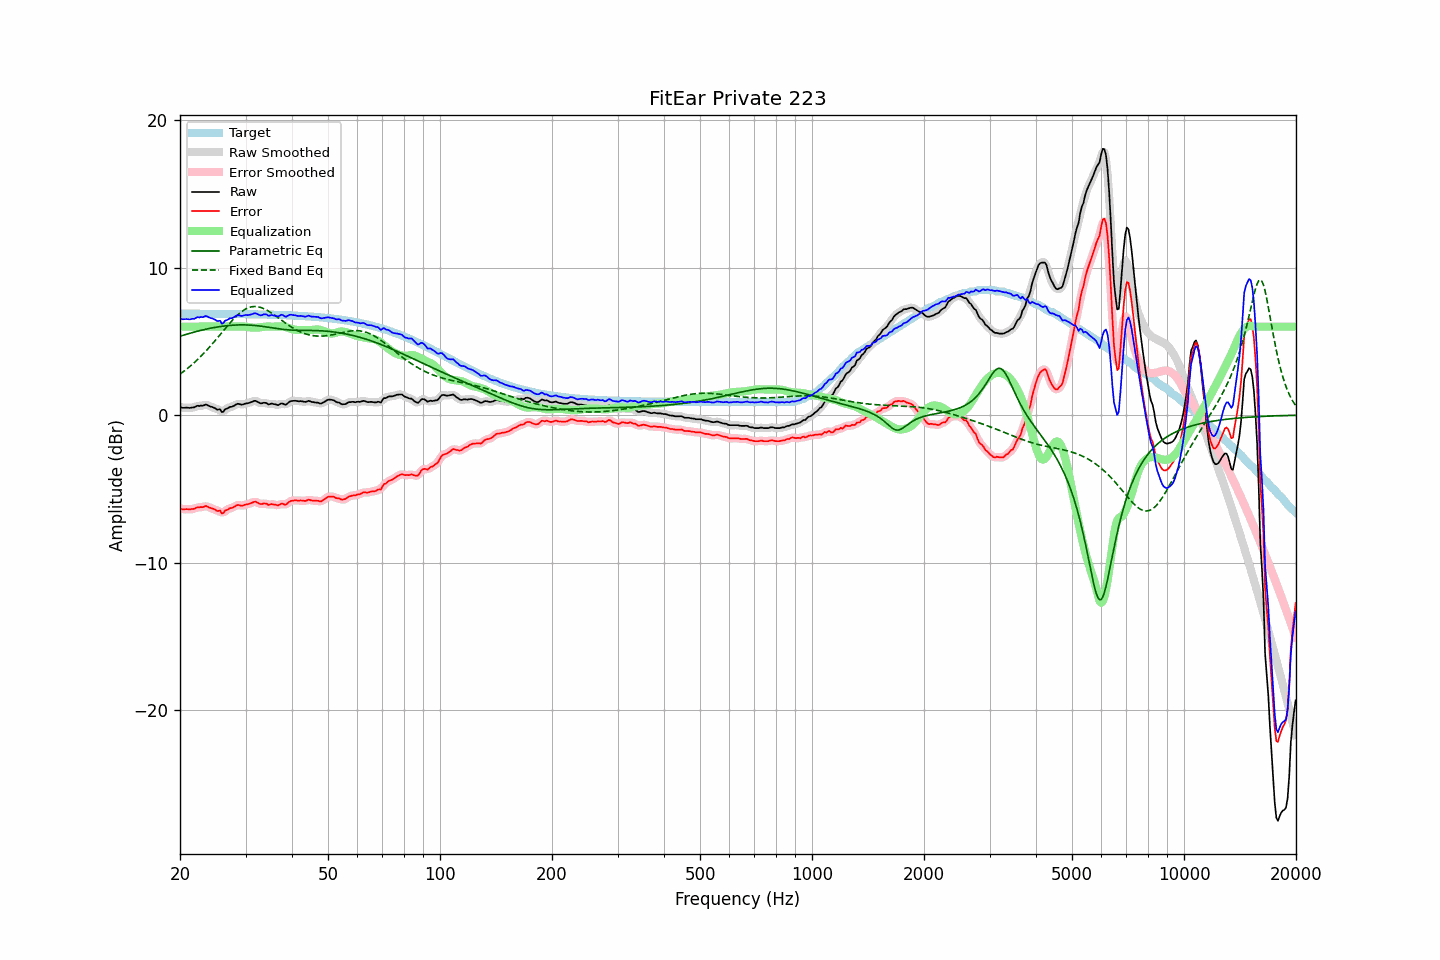 FitEar Private 223
Target
Raw Smoothed
Error Smoothed
Raw
Error
Equalization
Parametric Eq
Fixed Band Eq
Equalized
20
10
0
−10
−20
Amplitude (dBr)
20
50
100
200
500
1000
2000
5000
10000
20000
Frequency (Hz)